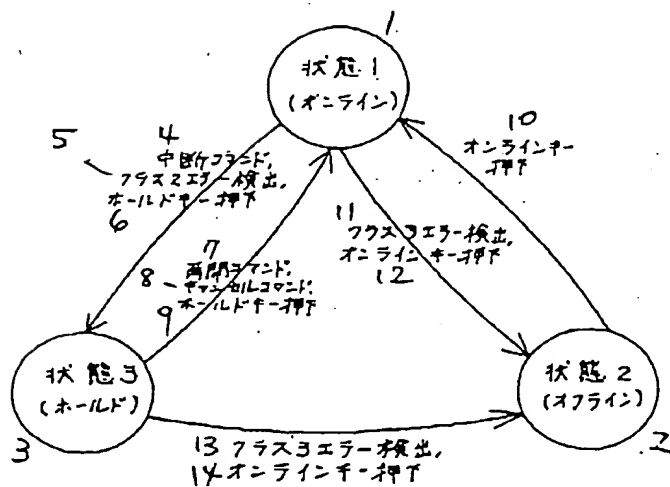 1
状態1
(オンライン)
10
オンラインキー
押下
4
中断コマンド,
5
クラス2エラー検出,
ホールドキー押下
6
11
クラス3エラー検出,
オンラインキー押下
12
7
再開コマンド,
8
キャンセルコマンド,
ホールドキー押下
9
状態3
(ホールド)
3
状態2
(オフライン)
2
13 クラス3エラー検出,
14 オンラインキー押下